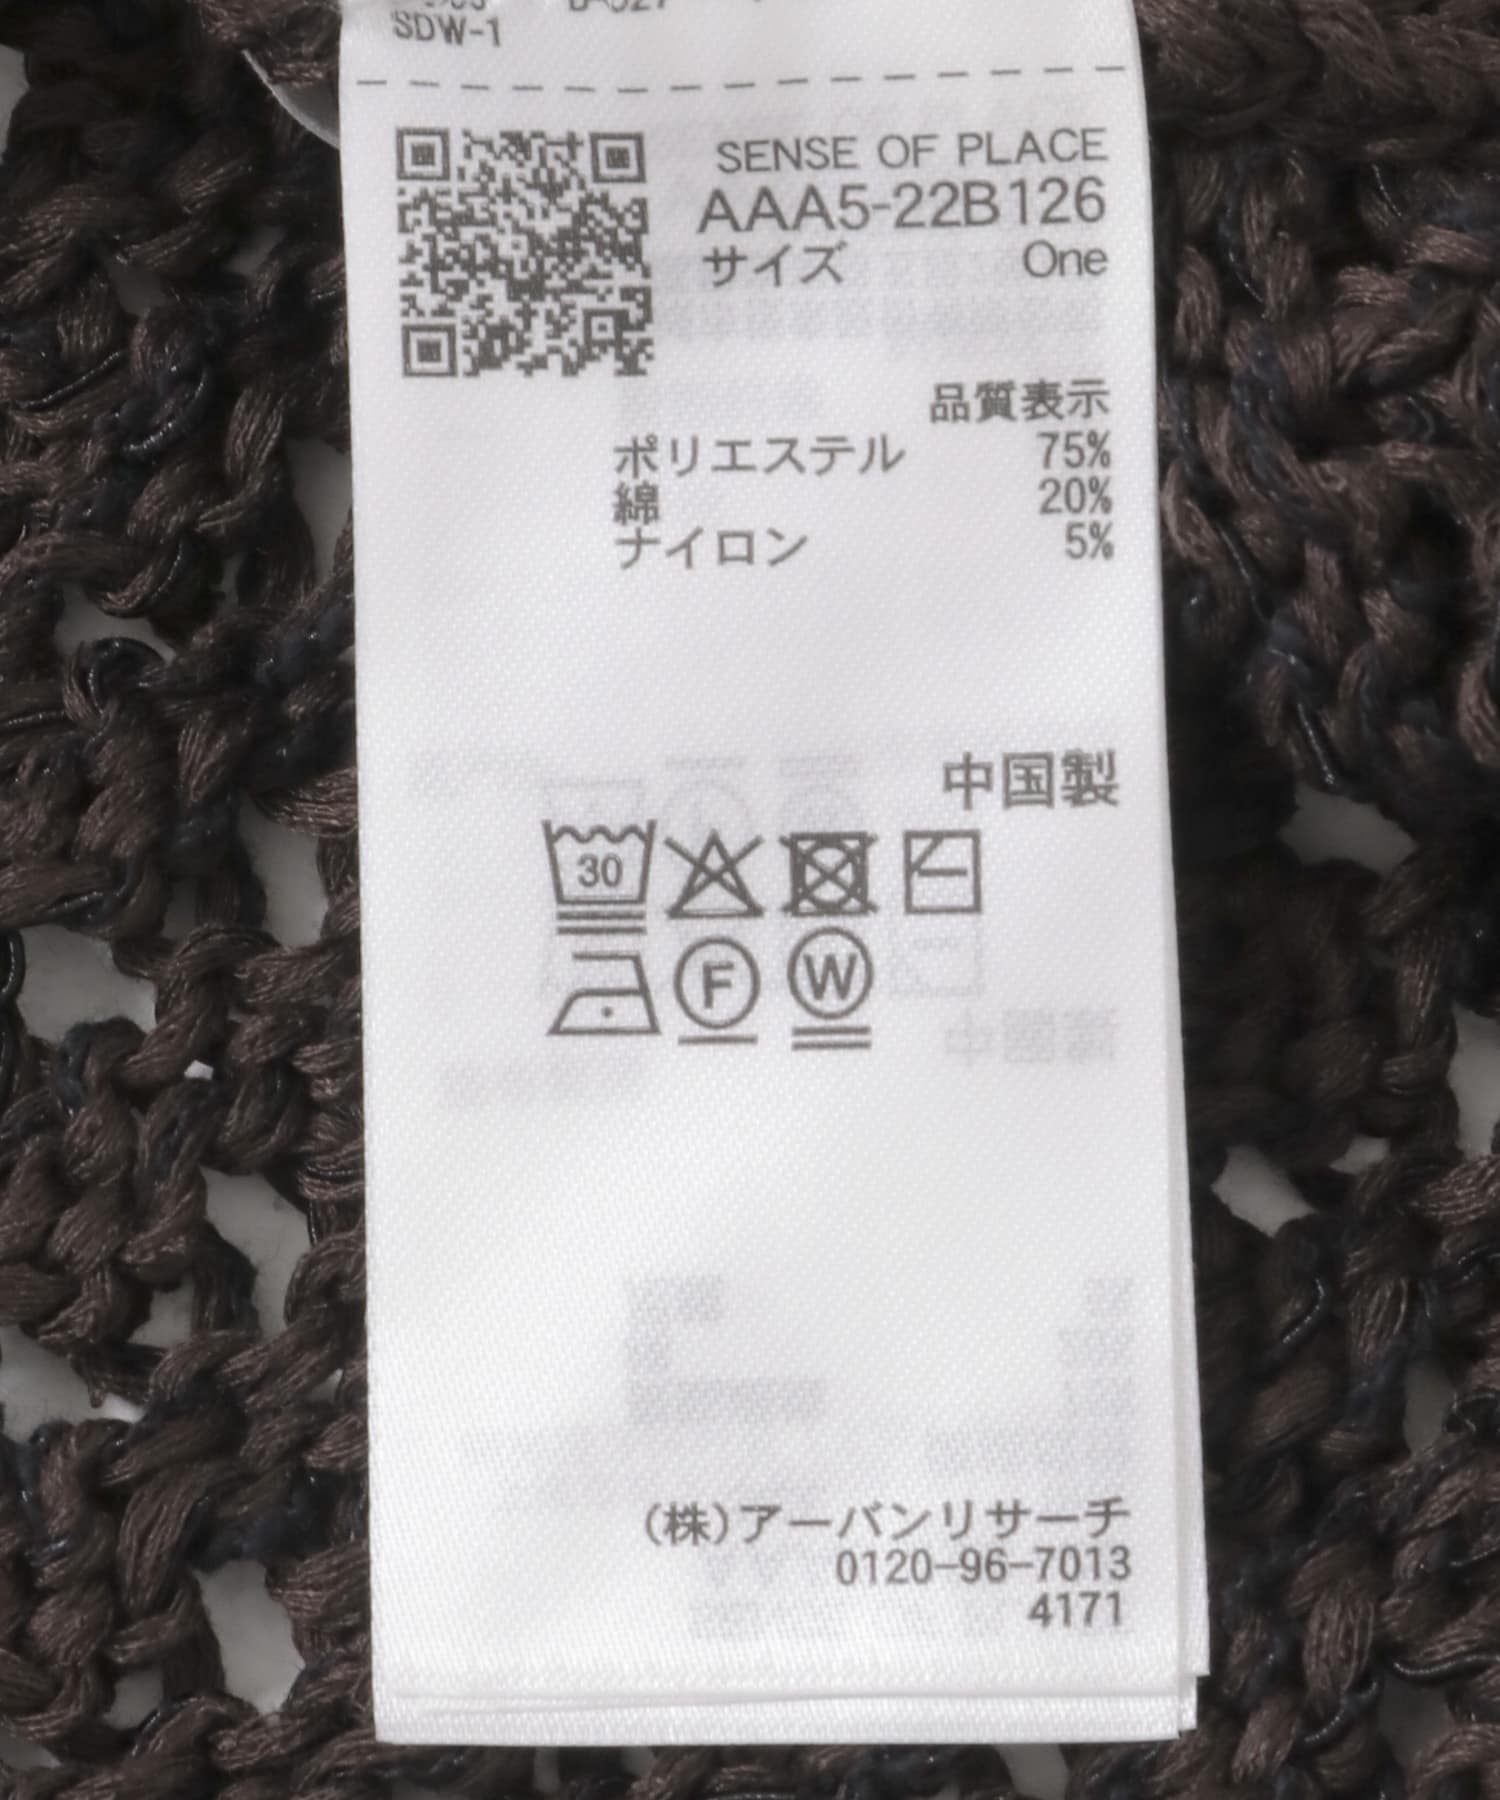 SDW-1
SENSE OF PLACE
AAA5-22B126
サイズ One
品質表示
ポリエステル 75%
綿 20%
ナイロン 5%
中国製
30
F W
(株)アーバンリサーチ
0120-96-7013
4171